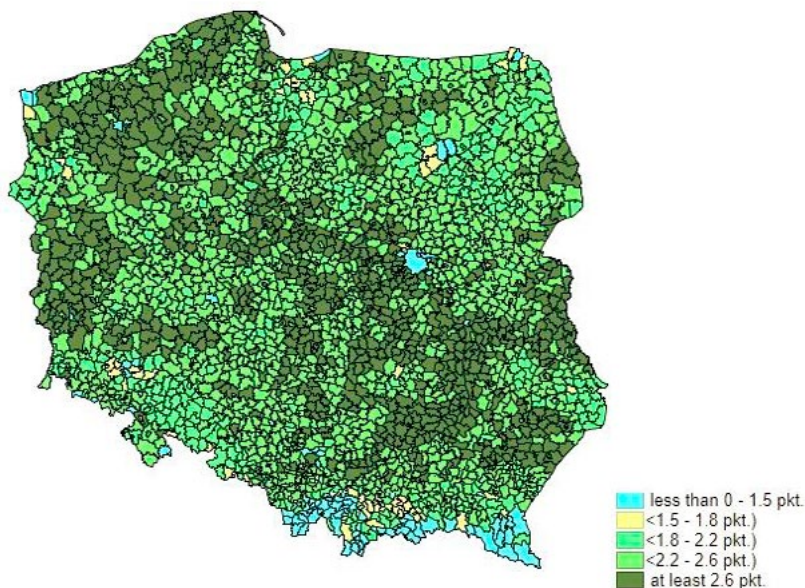 less than 0 - 1.5 pkt.
<1.5 - 1.8 pkt.)
<1.8 - 2.2 pkt.)
<2.2 - 2.6 pkt.)
at least 2.6 pkt.